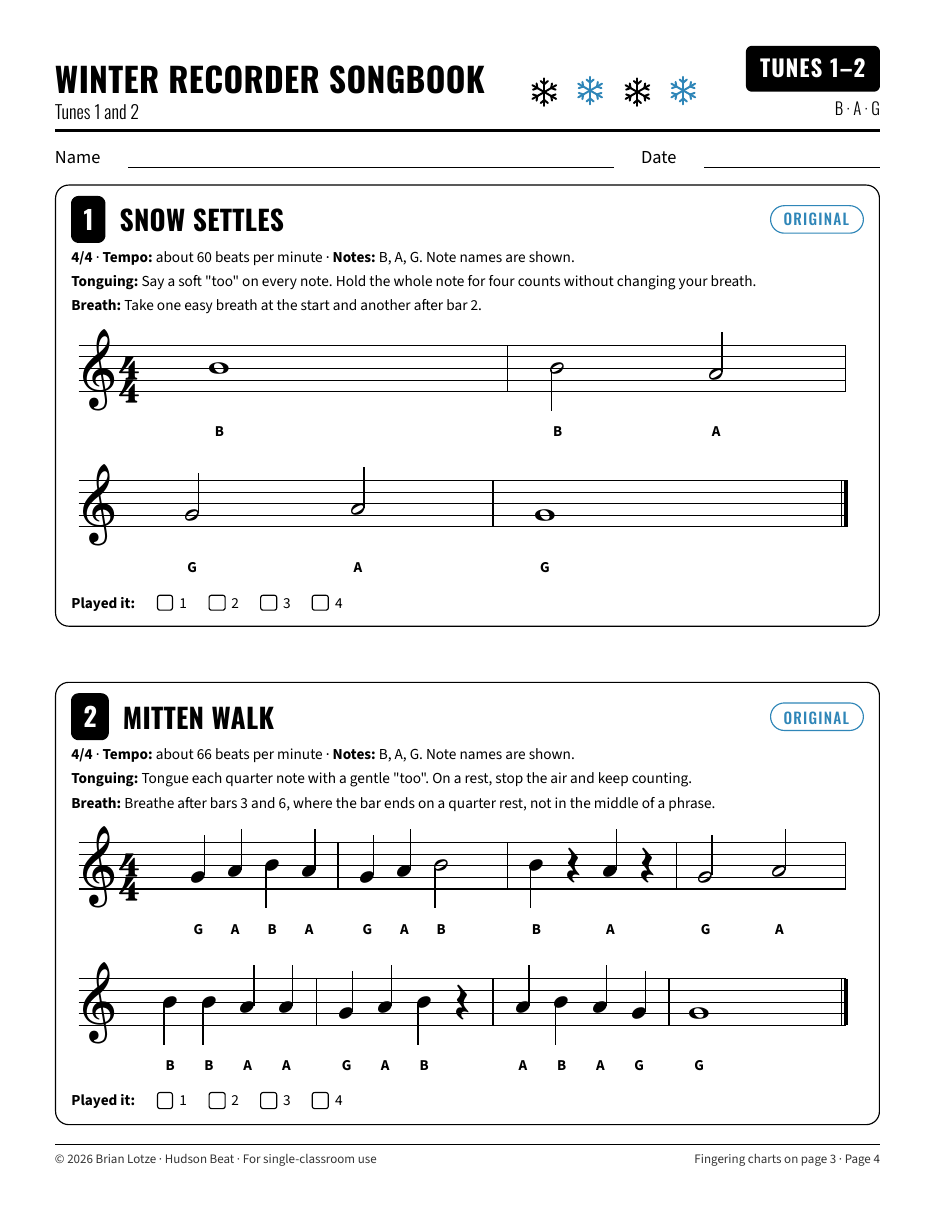 WINTER RECORDER SONGBOOK
Tunes 1 and 2
TUNES 1–2
B · A · G
Name
Date
1 SNOW SETTLES
ORIGINAL
4/4 · Tempo: about 60 beats per minute · Notes: B, A, G. Note names are shown.
Tonguing: Say a soft "too" on every note. Hold the whole note for four counts without changing your breath.
Breath: Take one easy breath at the start and another after bar 2.
4
4
B B A
G A G
Played it: 1 2 3 4
2 MITTEN WALK
ORIGINAL
4/4 · Tempo: about 66 beats per minute · Notes: B, A, G. Note names are shown.
Tonguing: Tongue each quarter note with a gentle "too". On a rest, stop the air and keep counting.
Breath: Breathe after bars 3 and 6, where the bar ends on a quarter rest, not in the middle of a phrase.
4
4
G A B A G A B B A G A
B B A A G A B A B A G G
Played it: 1 2 3 4
© 2026 Brian Lotze · Hudson Beat · For single-classroom use
Fingering charts on page 3 · Page 4